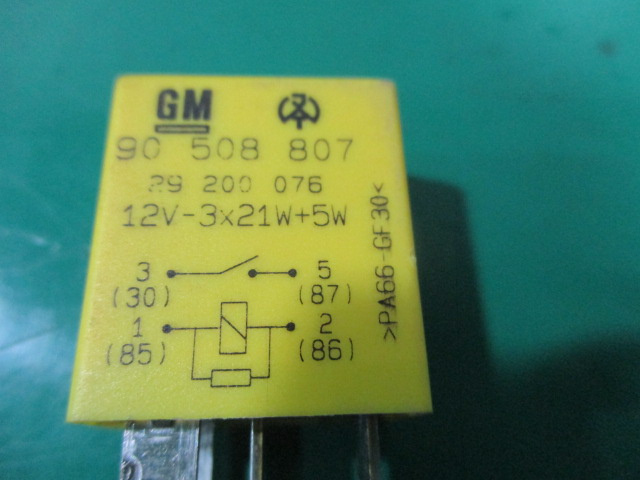 GM
90 508 807
29 200 076
12V-3x21W+5W
3 5
(30) (87)
1 2
(85) (86)
>PA66-GF30<